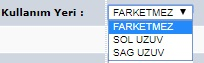 Kullanım Yeri : FARKETMEZ
FARKETMEZ
SOL UZUV
SAG UZUV